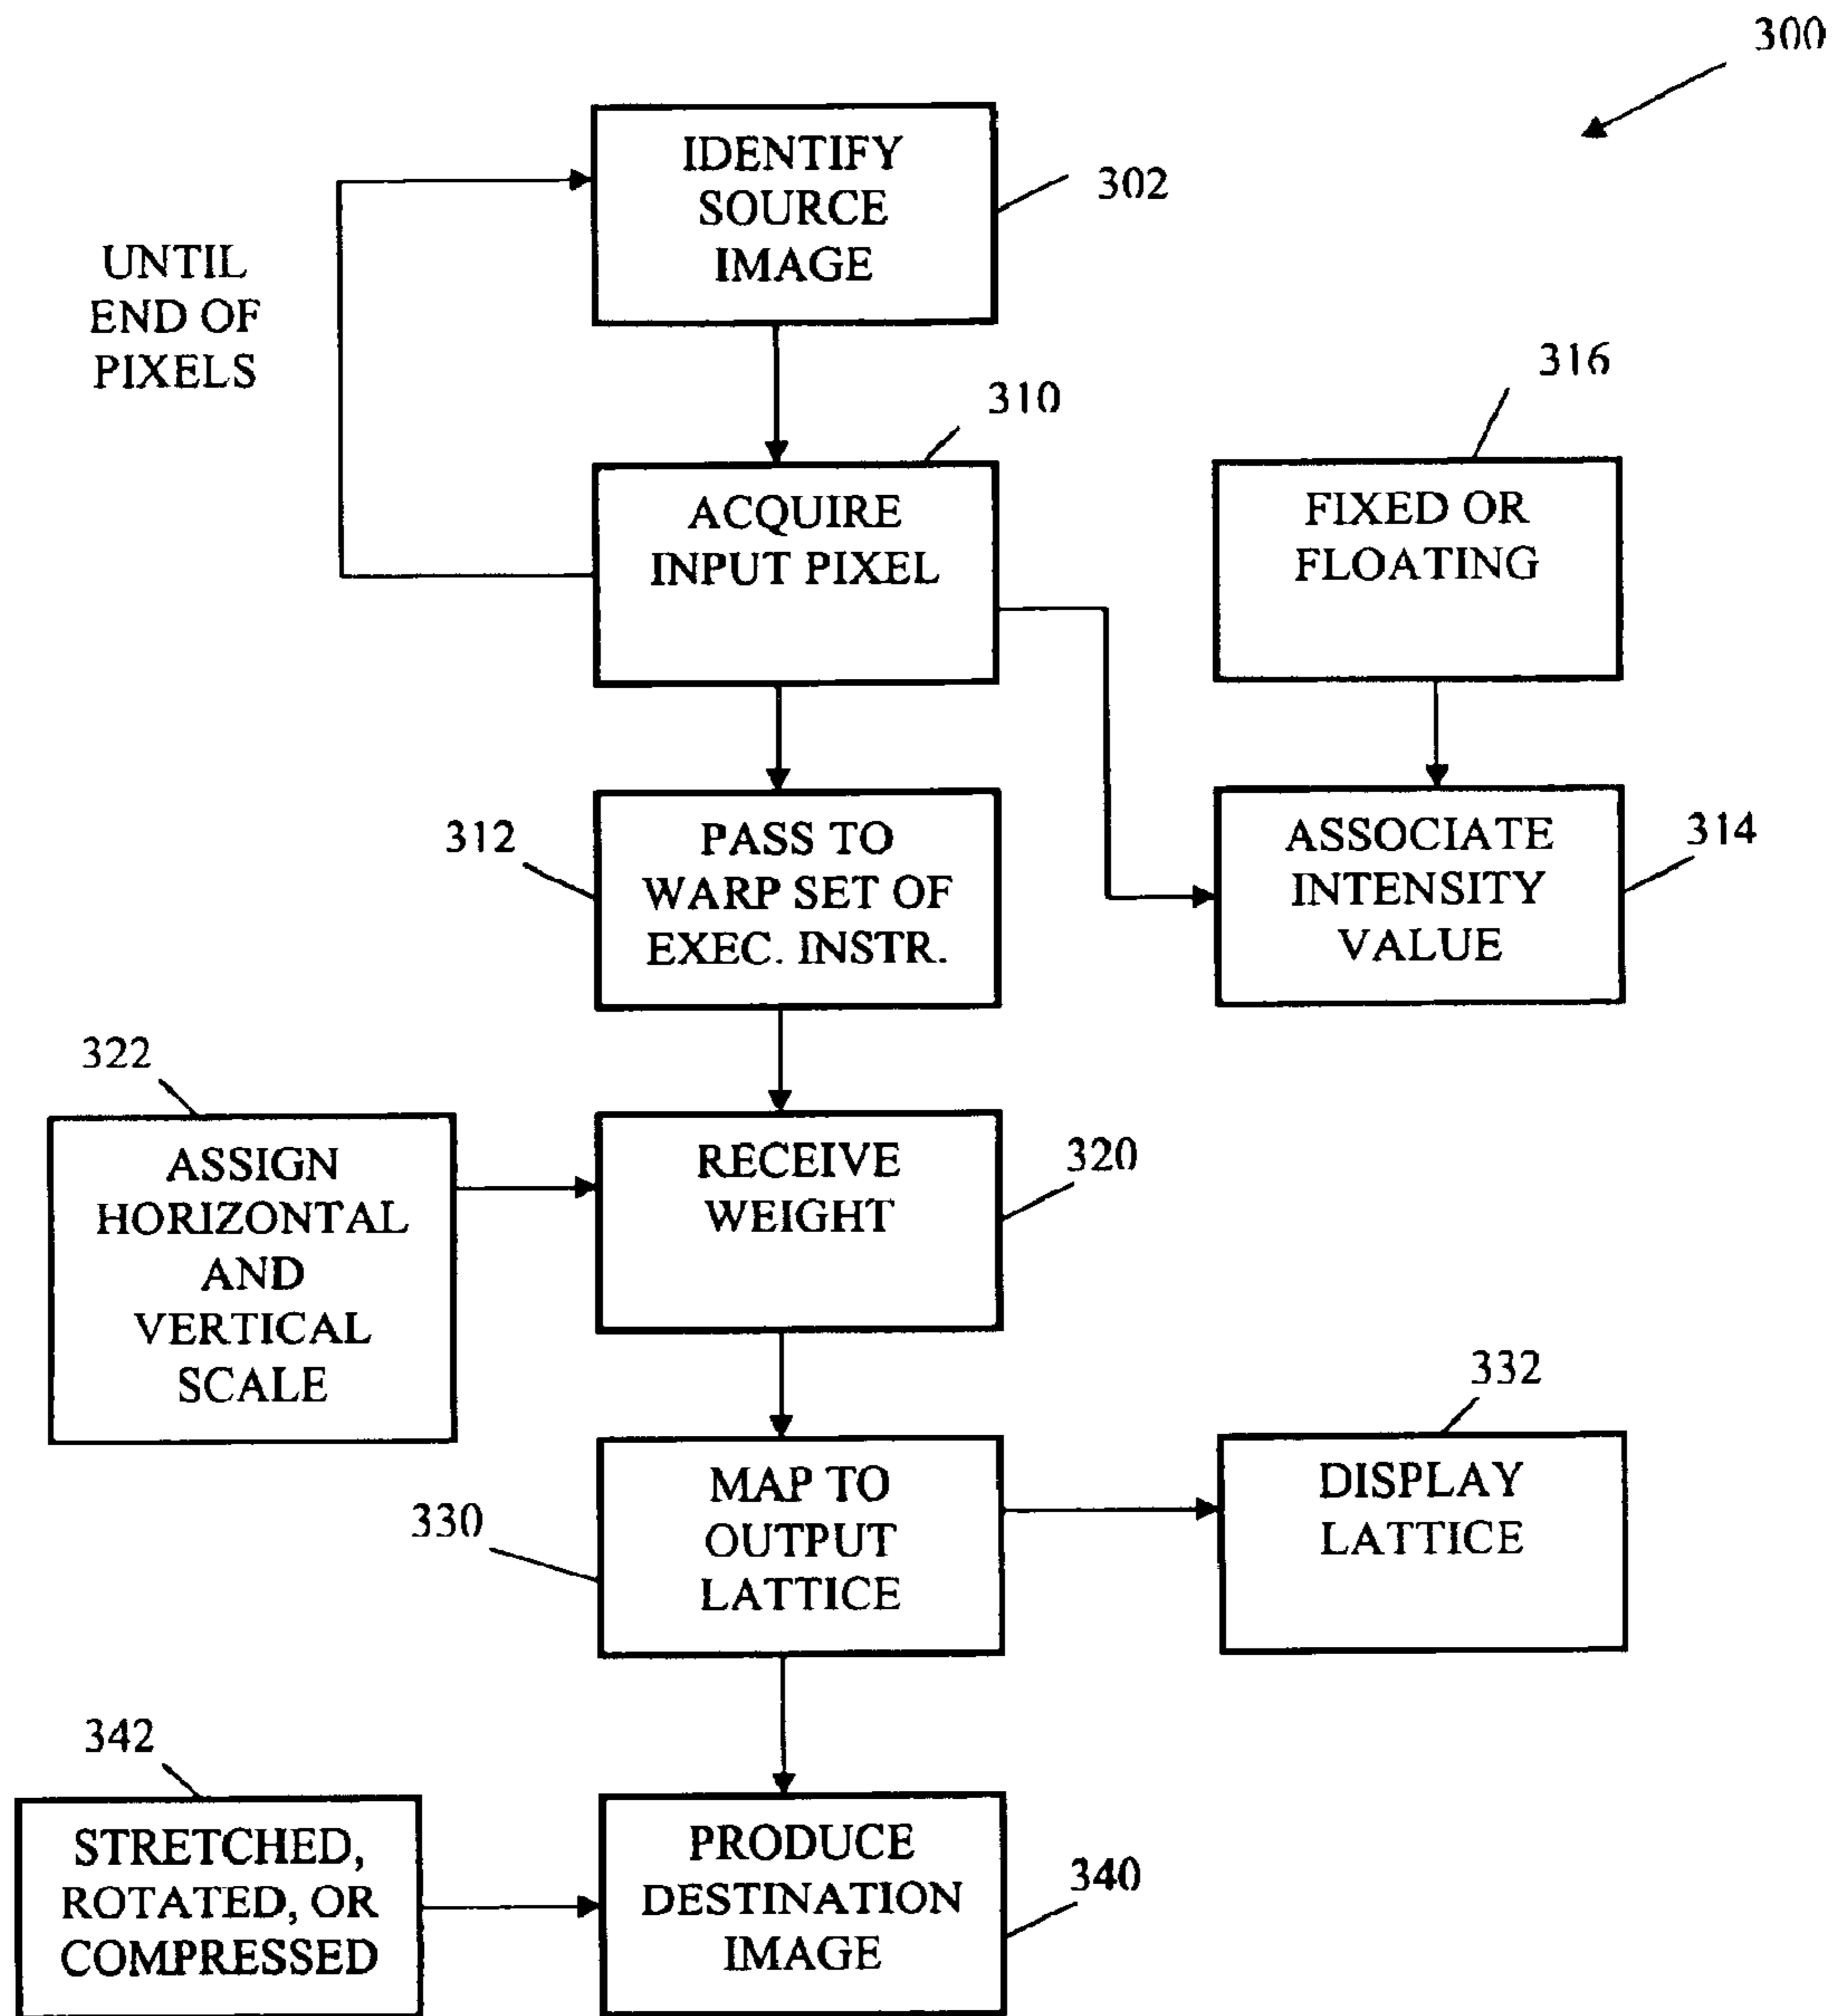 300
IDENTIFY
SOURCE
IMAGE
302
UNTIL
END OF
PIXELS
310
ACQUIRE
INPUT PIXEL
316
FIXED OR
FLOATING
312
PASS TO
WARP SET OF
EXEC. INSTR.
ASSOCIATE
INTENSITY
VALUE
314
322
ASSIGN
HORIZONTAL
AND
VERTICAL
SCALE
RECEIVE
WEIGHT
320
330
MAP TO
OUTPUT
LATTICE
332
DISPLAY
LATTICE
342
STRETCHED,
ROTATED, OR
COMPRESSED
PRODUCE
DESTINATION
IMAGE
340